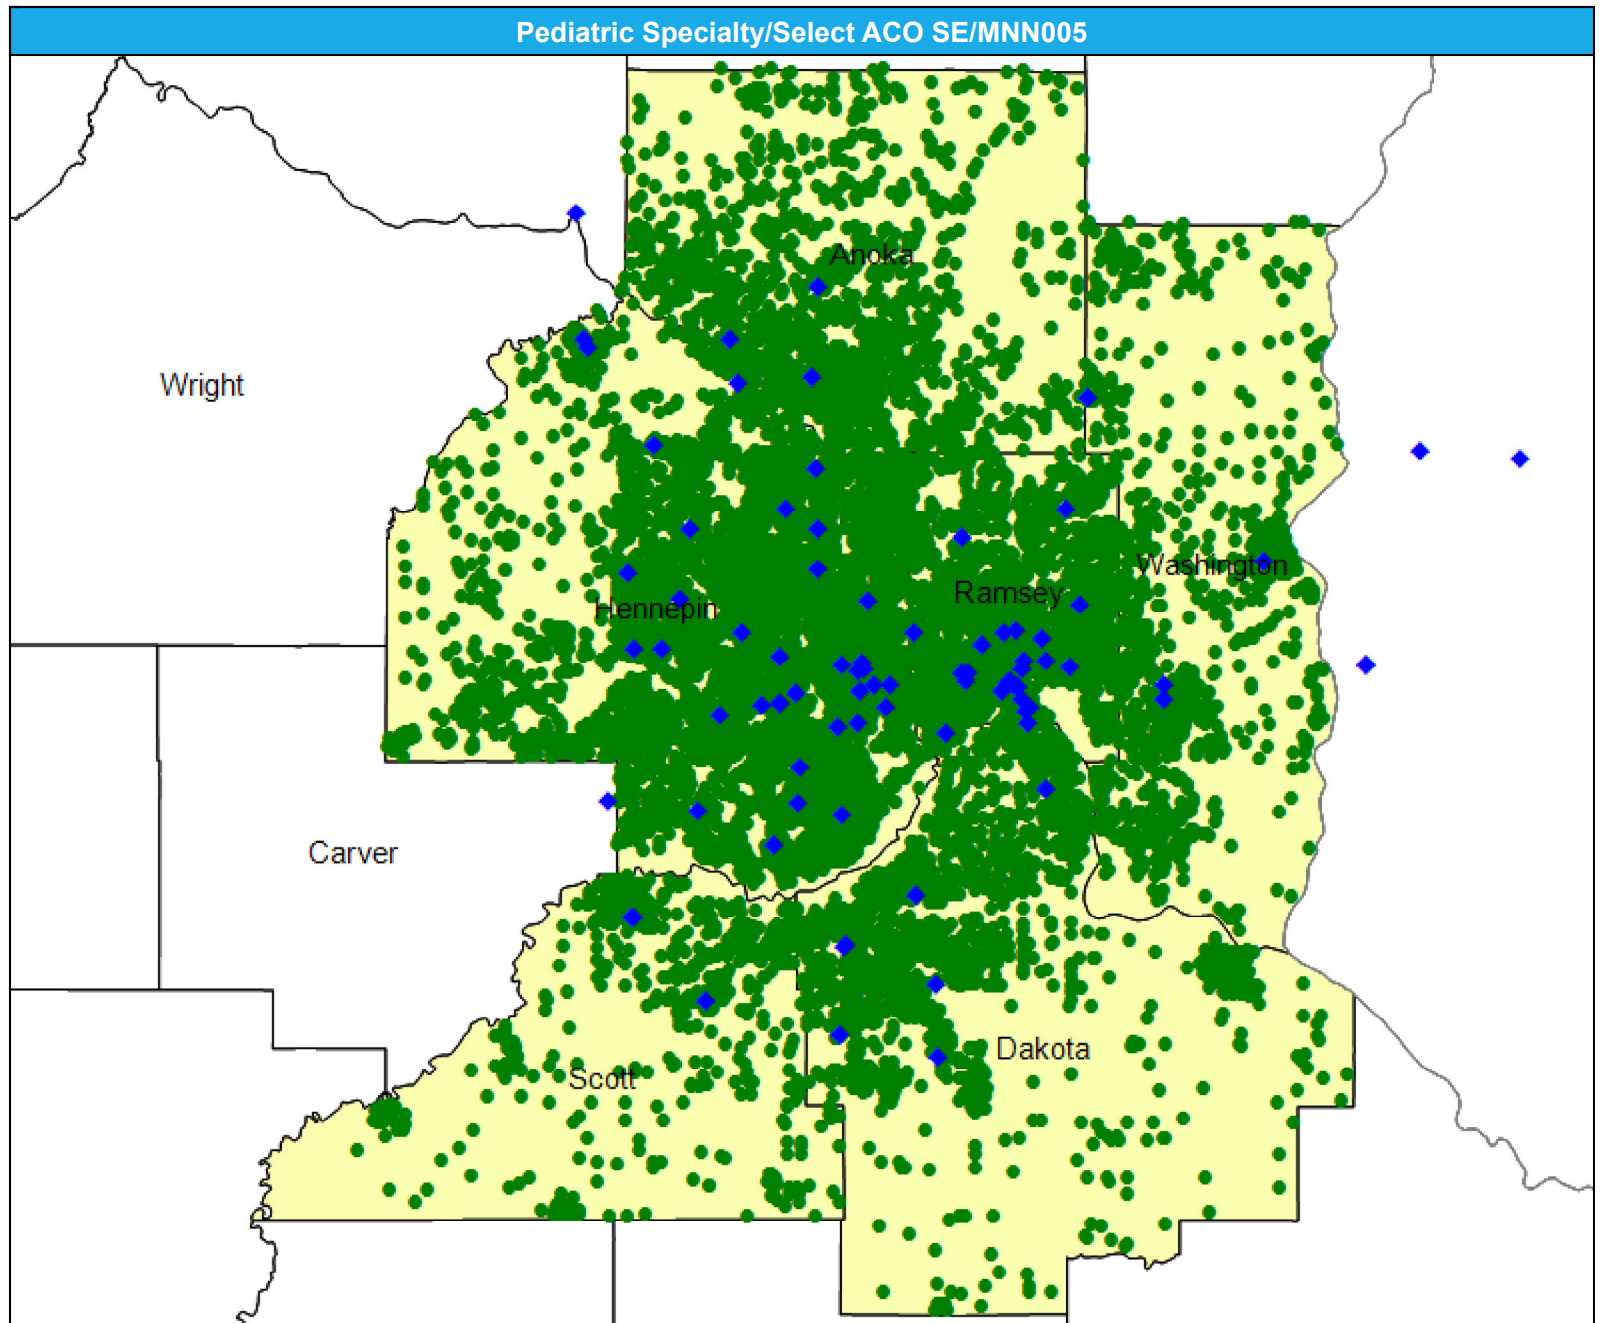 Pediatric Specialty/Select ACO SE/MNN005
Anoka
Wright
Washington
Ramsey
Hennepin
Carver
Dakota
Scott